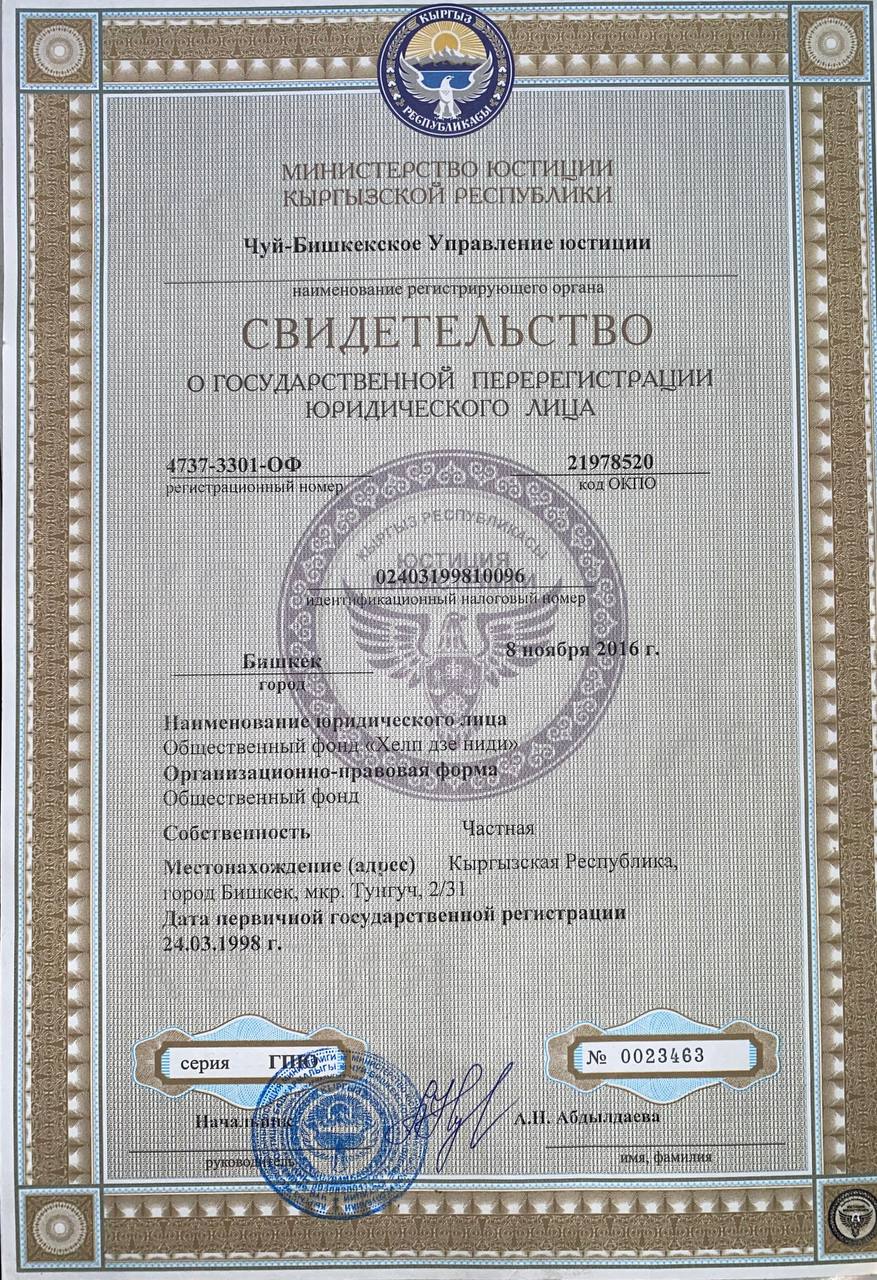 КЫРГЫЗ
РЕСПУБЛИКАСЫ
МИНИСТЕРСТВО ЮСТИЦИИ
КЫРГЫЗСКОЙ РЕСПУБЛИКИ
Чуй-Бишкекское Управление юстиции
наименование регистрирующего органа
СВИДЕТЕЛЬСТВО
О ГОСУДАРСТВЕННОЙ ПЕРЕРЕГИСТРАЦИИ
ЮРИДИЧЕСКОГО ЛИЦА
4737-3301-ОФ 21978520
регистрационный номер код ОКПО
КЫРГЫЗ РЕСПУБЛИКАСЫ
ЮСТИЦИЯ
02403199810096
идентификационный налоговый номер
8 ноября 2016 г.
Бишкек
город
Наименование юридического лица
Общественный фонд «Хелп дзе ниди»
Организационно-правовая форма
Общественный фонд
Собственность Частная
Местонахождение (адрес) Кыргызская Республика,
город Бишкек, мкр. Тунгуч, 2/31
Дата первичной государственной регистрации
24.03.1998 г.
серия ГПЮ № 0023463
Начальник А.Н. Абдылдаева
руководитель имя, фамилия